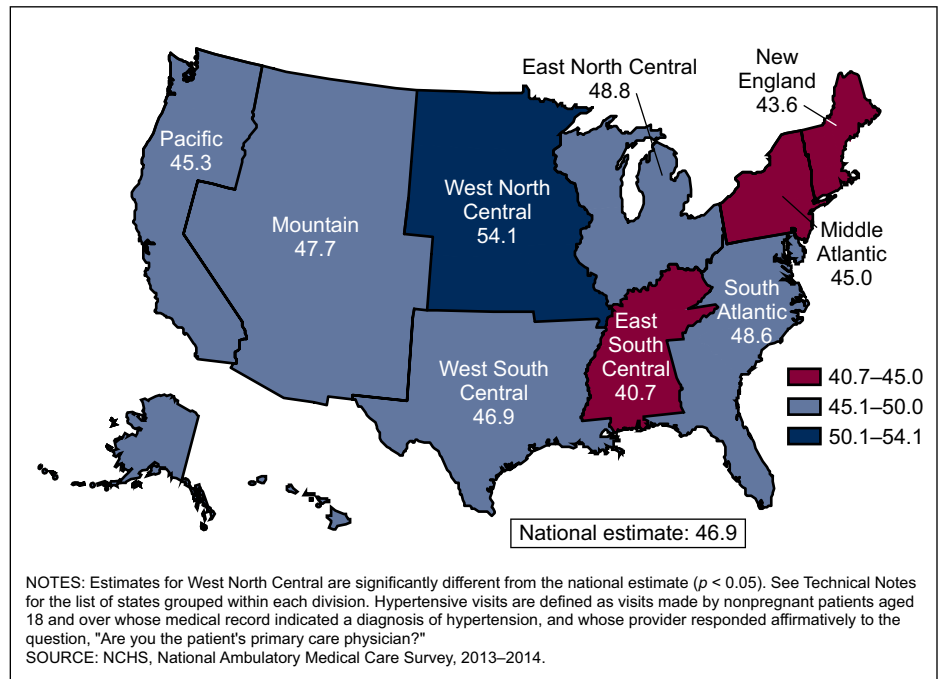 East North Central
48.8
New
England
43.6
Pacific
45.3
West North
Central
54.1
Mountain
47.7
Middle
Atlantic
45.0
South
Atlantic
48.6
East
South
Central
40.7
West South
Central
46.9
40.7–45.0
45.1–50.0
50.1–54.1
National estimate: 46.9
NOTES: Estimates for West North Central are significantly different from the national estimate (p < 0.05). See Technical Notes
for the list of states grouped within each division. Hypertensive visits are defined as visits made by nonpregnant patients aged
18 and over whose medical record indicated a diagnosis of hypertension, and whose provider responded affirmatively to the
question, "Are you the patient's primary care physician?"
SOURCE: NCHS, National Ambulatory Medical Care Survey, 2013–2014.